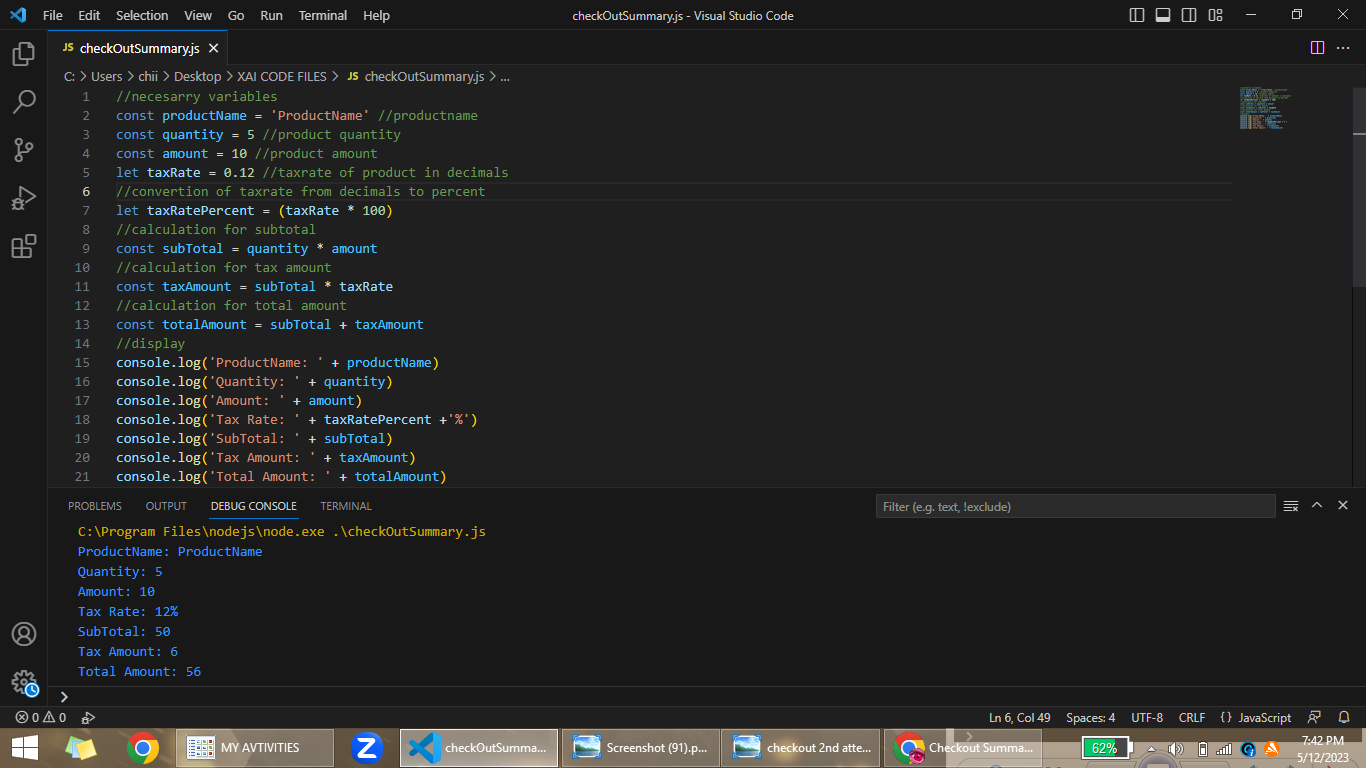 File Edit Selection View Go Run Terminal Help checkOutSummary.js - Visual Studio Code
JS checkOutSummary.js
C: > Users > chii > Desktop > XAI CODE FILES > JS checkOutSummary.js > ...
1 //necesarry variables
2 const productName = 'ProductName' //productname
3 const quantity = 5 //product quantity
4 const amount = 10 //product amount
5 let taxRate = 0.12 //taxrate of product in decimals
6 //convertion of taxrate from decimals to percent
7 let taxRatePercent = (taxRate * 100)
8 //calculation for subtotal
9 const subTotal = quantity * amount
10 //calculation for tax amount
11 const taxAmount = subTotal * taxRate
12 //calculation for total amount
13 const totalAmount = subTotal + taxAmount
14 //display
15 console.log('ProductName: ' + productName)
16 console.log('Quantity: ' + quantity)
17 console.log('Amount: ' + amount)
18 console.log('Tax Rate: ' + taxRatePercent +'%')
19 console.log('SubTotal: ' + subTotal)
20 console.log('Tax Amount: ' + taxAmount)
21 console.log('Total Amount: ' + totalAmount)
PROBLEMS OUTPUT DEBUG CONSOLE TERMINAL Filter (e.g. text, !exclude)
C:\Program Files\nodejs\node.exe .\checkOutSummary.js
ProductName: ProductName
Quantity: 5
Amount: 10
Tax Rate: 12%
SubTotal: 50
Tax Amount: 6
Total Amount: 56
0 0 Ln 6, Col 49 Spaces: 4 UTF-8 CRLF {} JavaScript
MY AVTIVITIES checkOutSumma... Screenshot (91).p... checkout 2nd atte... Checkout Summa... 62% 7:42 PM
5/12/2023